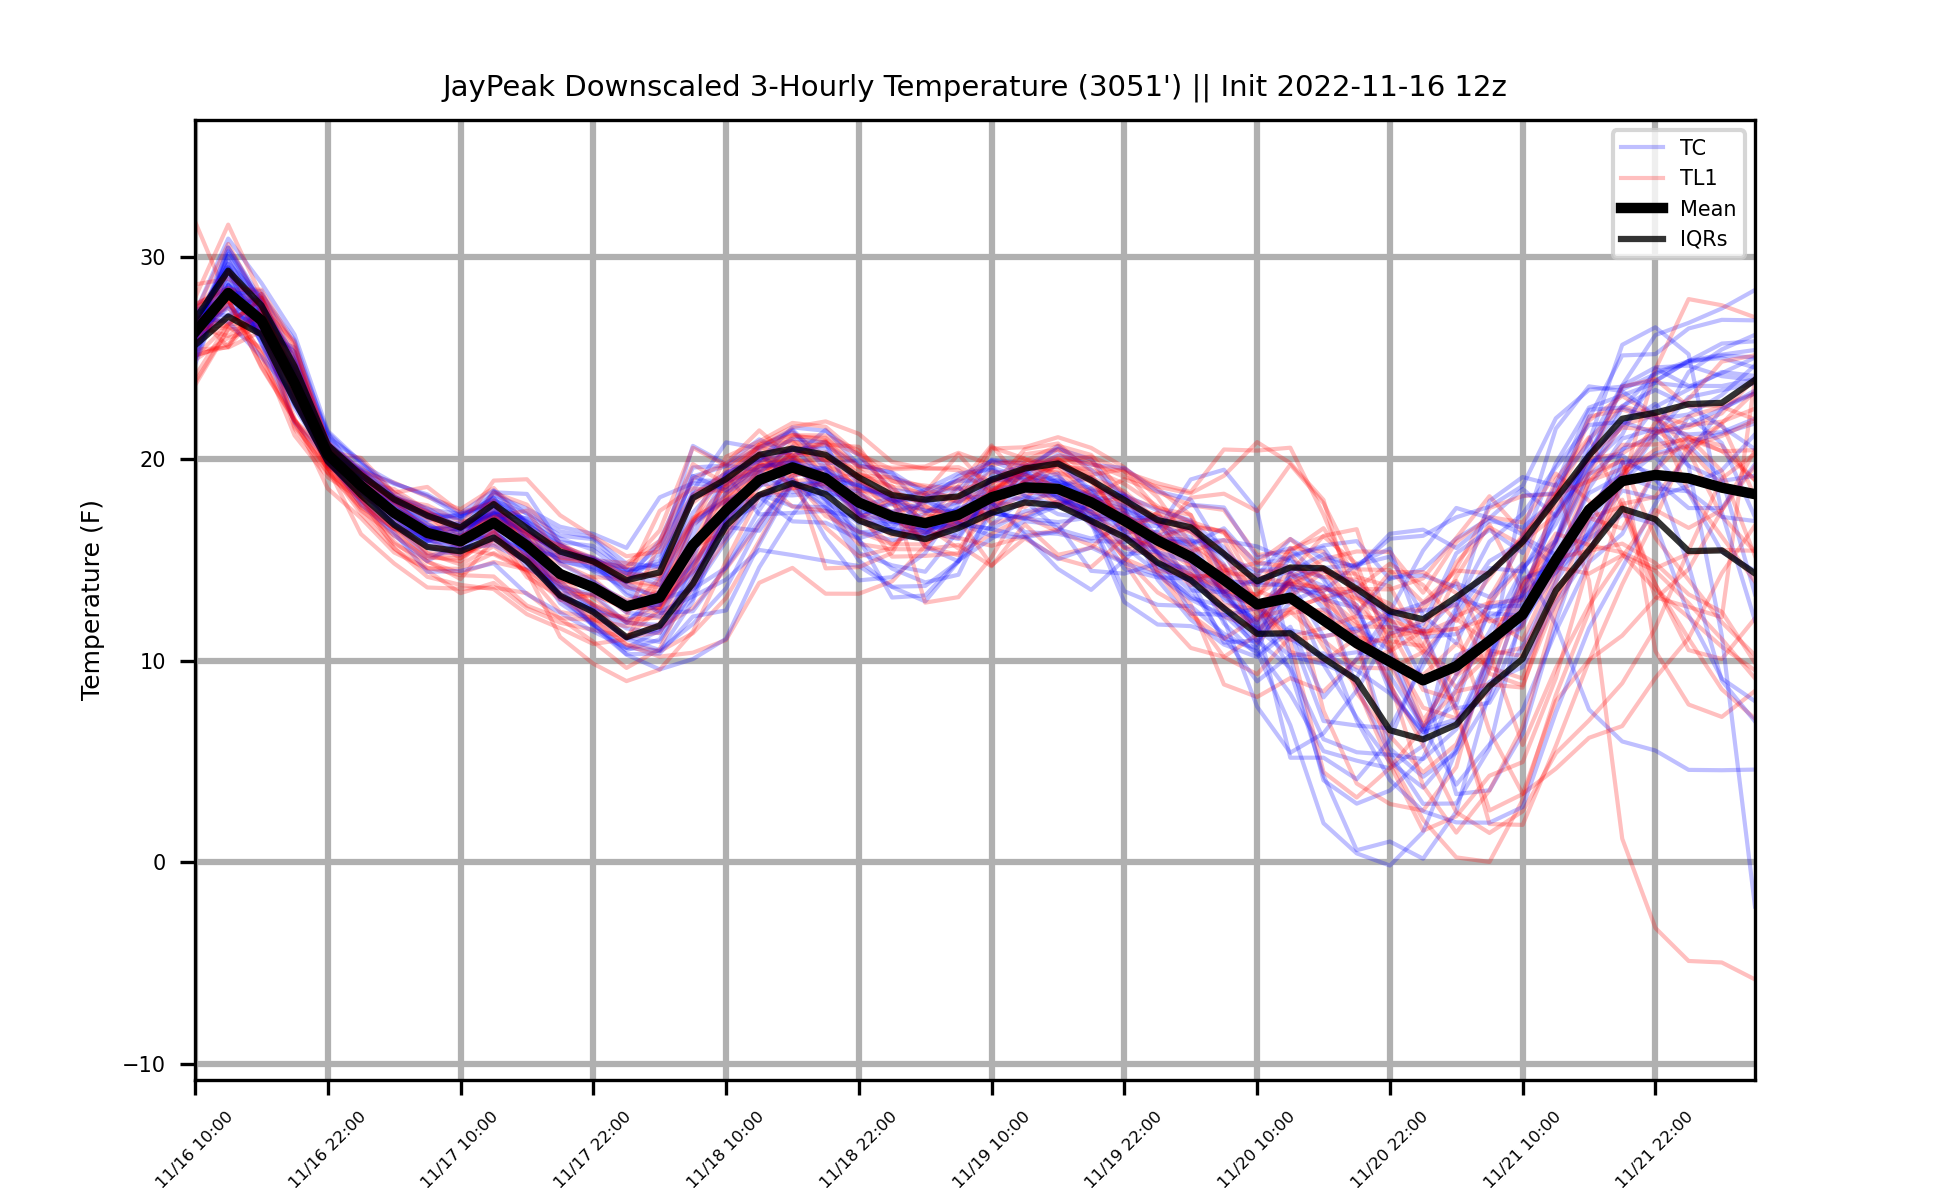 JayPeak Downscaled 3-Hourly Temperature (3051') || Init 2022-11-16 12z
TC
TL1
Mean
IQRs
Temperature (F)
30
20
10
0
−10
11/16 10:00
11/16 22:00
11/17 10:00
11/17 22:00
11/18 10:00
11/18 22:00
11/19 10:00
11/19 22:00
11/20 10:00
11/20 22:00
11/21 10:00
11/21 22:00